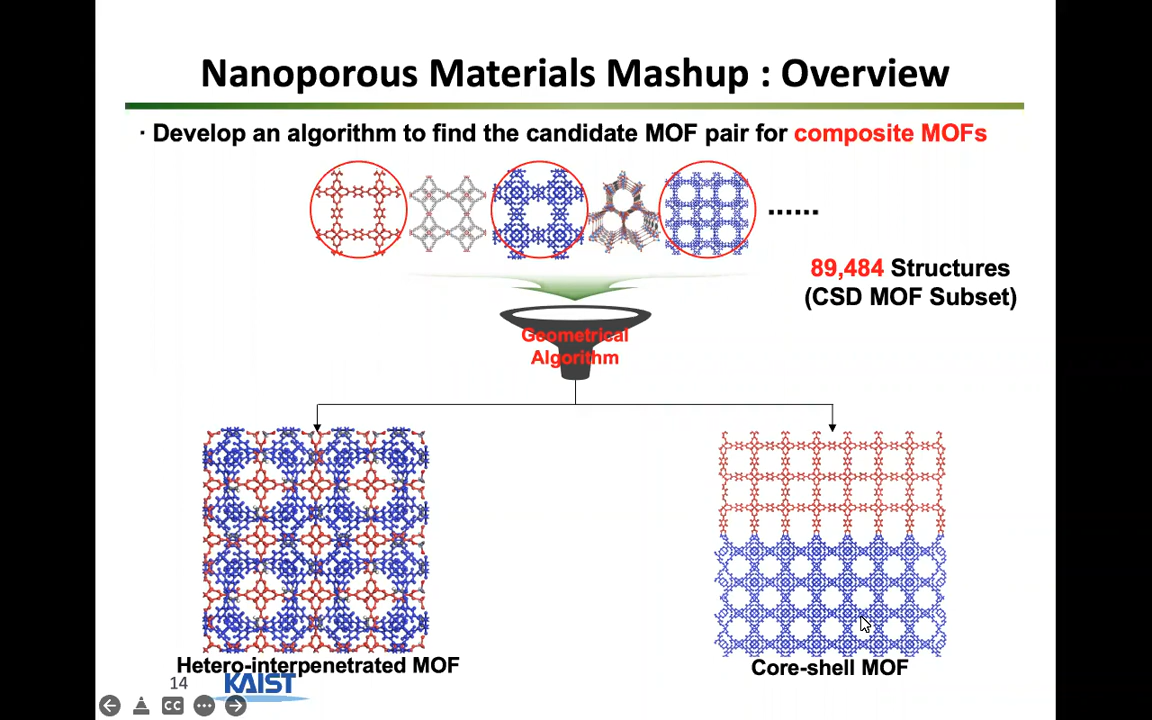 Nanoporous Materials Mashup : Overview
· Develop an algorithm to find the candidate MOF pair for composite MOFs
......
89,484 Structures
(CSD MOF Subset)
Geometrical
Algorithm
Hetero-interpenetrated MOF
Core-shell MOF
14
KAIST
CC